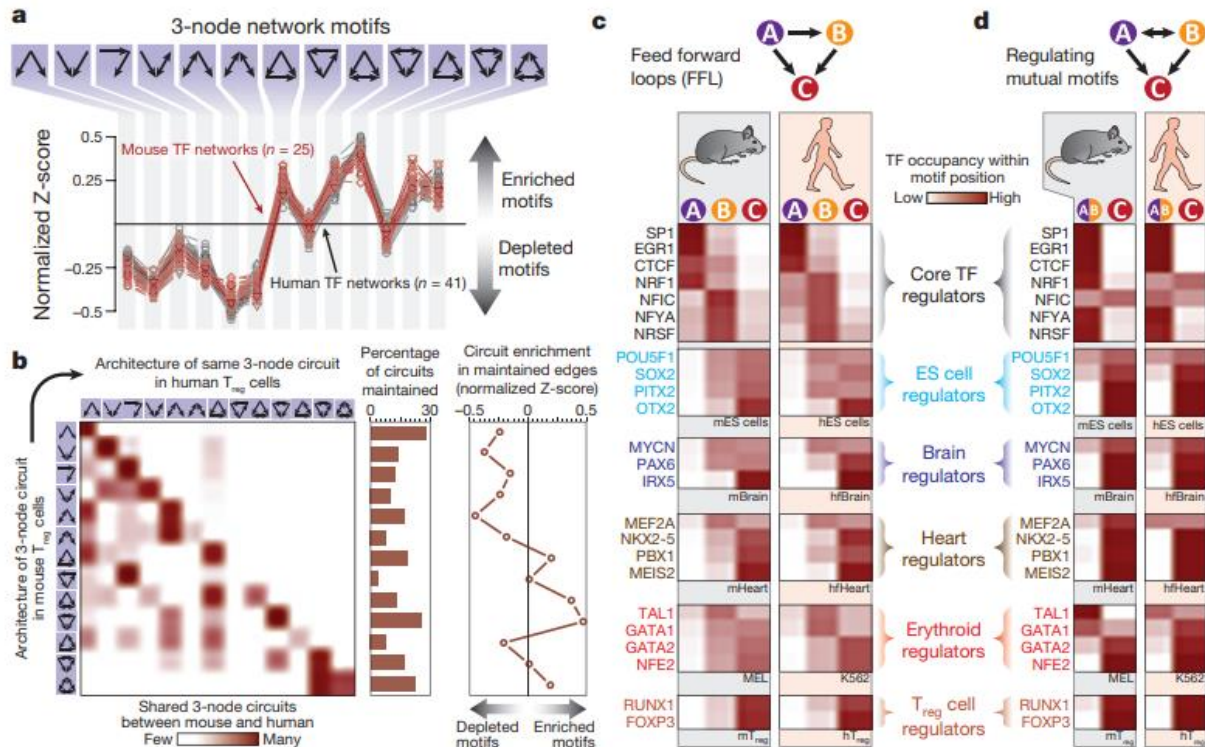 a
3-node network motifs
Normalized Z-score
0.5
0.25
−0.25
−0.5
Mouse TF networks (n = 25)
Human TF networks (n = 41)
Enriched
motifs
Depleted
motifs
b
Architecture of same 3-node circuit
in human Treg cells
Architecture of 3-node circuit
in mouse Treg cells
Shared 3-node circuits
between mouse and human
Few
Many
Percentage
of circuits
maintained
0
30
Circuit enrichment
in maintained edges
(normalized Z-score)
−0.5
0
0.5
Depleted
motifs
Enriched
motifs
c
Feed forward
loops (FFL)
A
B
C
TF occupancy within
motif position
Low
High
A
B
C
A
B
C
SP1
EGR1
CTCF
NRF1
NFIC
NFYA
NRSF
Core TF
regulators
POU5F1
SOX2
PITX2
OTX2
mES cells
hES cells
ES cell
regulators
MYCN
PAX6
IRX5
mBrain
hfBrain
Brain
regulators
MEF2A
NKX2-5
PBX1
MEIS2
mHeart
hfHeart
Heart
regulators
TAL1
GATA1
GATA2
NFE2
MEL
K562
Erythroid
regulators
RUNX1
FOXP3
mTreg
hTreg
Treg cell
regulators
d
Regulating
mutual motifs
A
B
C
A B
C
A B
C
SP1
EGR1
CTCF
NRF1
NFIC
NFYA
NRSF
POU5F1
SOX2
PITX2
OTX2
mES cells
hES cells
MYCN
PAX6
IRX5
mBrain
hfBrain
MEF2A
NKX2-5
PBX1
MEIS2
mHeart
hfHeart
TAL1
GATA1
GATA2
NFE2
MEL
K562
RUNX1
FOXP3
mTreg
hTreg